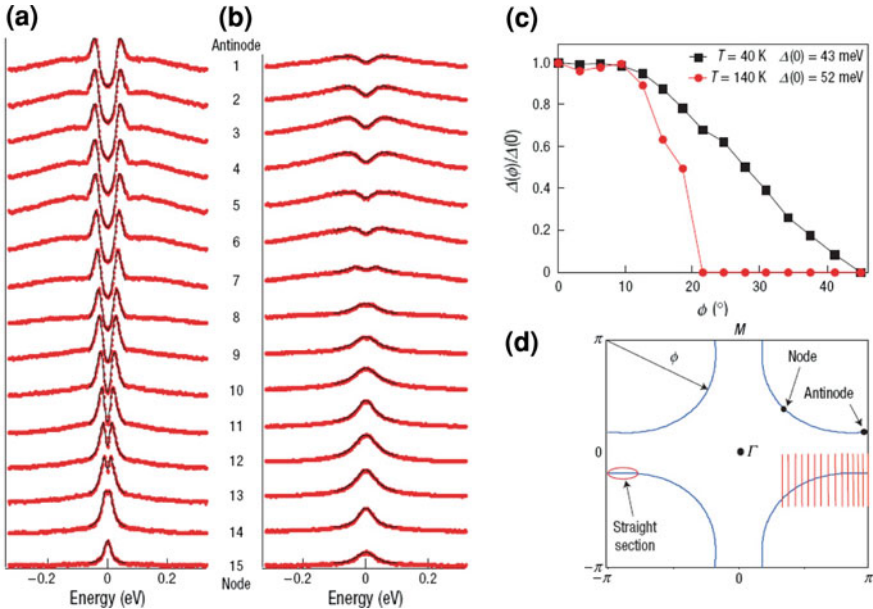 (a)
(b)
Antinode
1
2
3
4
5
6
7
8
9
10
11
12
13
14
15
Node
−0.2
0
0.2
Energy (eV)
−0.2
0
0.2
Energy (eV)
(c)
T = 40 K Δ(0) = 43 meV
T = 140 K Δ(0) = 52 meV
1.0
0.8
0.6
0.4
0.2
0
Δ(ϕ)/Δ(0)
0
10
20
30
40
ϕ (°)
(d)
M
π
ϕ
Node
Antinode
0
Γ
Straight
section
−π
−π
0
π